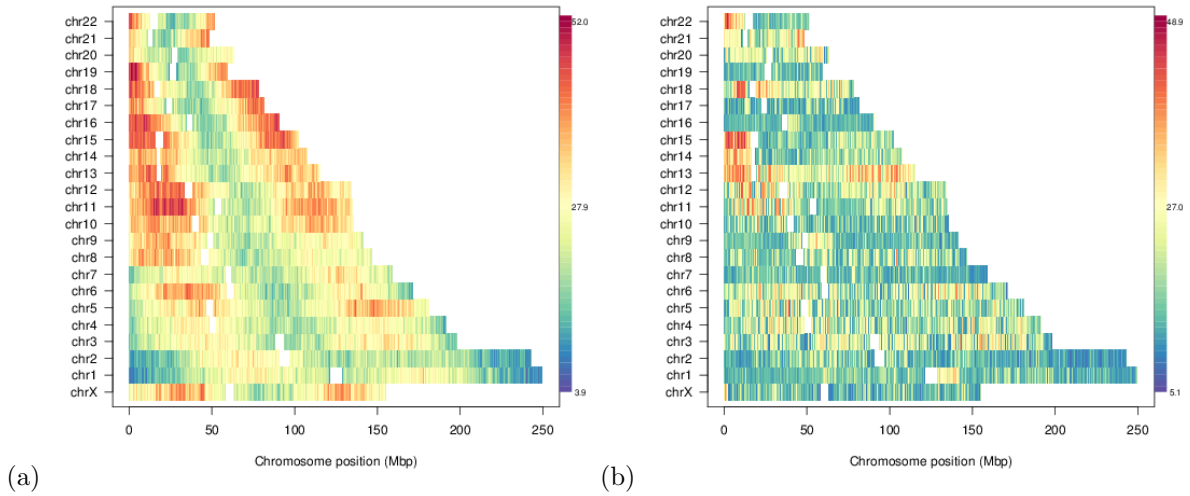 chr22
chr21
chr20
chr19
chr18
chr17
chr16
chr15
chr14
chr13
chr12
chr11
chr10
chr9
chr8
chr7
chr6
chr5
chr4
chr3
chr2
chr1
chrX
52.0
27.9
3.9
0 50 100 150 200 250
Chromosome position (Mbp)
(a)
chr22
chr21
chr20
chr19
chr18
chr17
chr16
chr15
chr14
chr13
chr12
chr11
chr10
chr9
chr8
chr7
chr6
chr5
chr4
chr3
chr2
chr1
chrX
48.9
27.0
5.1
0 50 100 150 200 250
Chromosome position (Mbp)
(b)